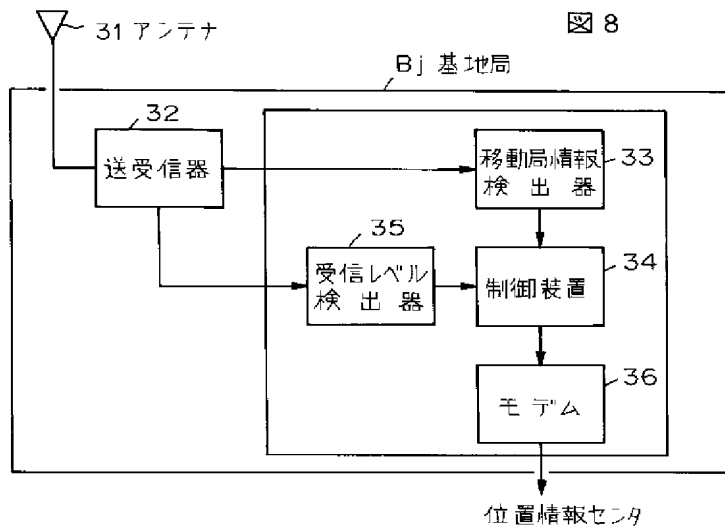 31 アンテナ
図 8
Bj 基地局
32
送受信器
移動局情報
検出器
33
35
受信レベル
検出器
制御装置
34
モデム
36
位置情報センタ